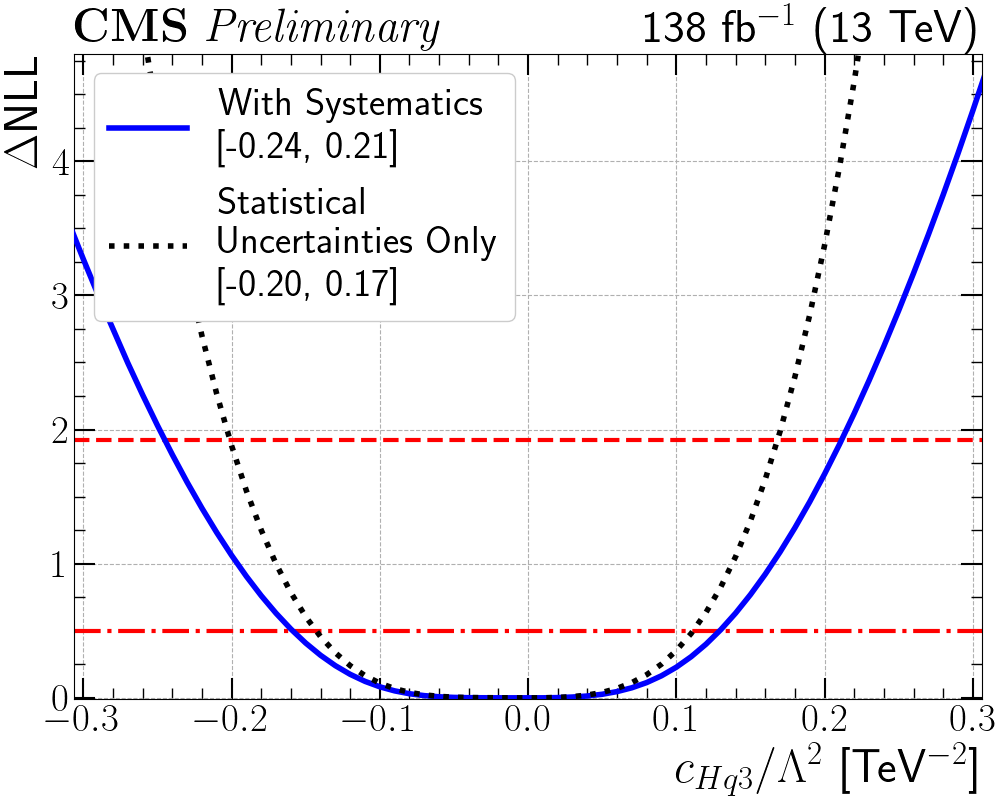 CMS Preliminary 138 fb⁻¹ (13 TeV)
ΔNLL
With Systematics
[-0.24, 0.21]
Statistical
Uncertainties Only
[-0.20, 0.17]
4
3
2
1
0
−0.3 −0.2 −0.1 0.0 0.1 0.2 0.3
c_{Hq3}/Λ² [TeV⁻²]